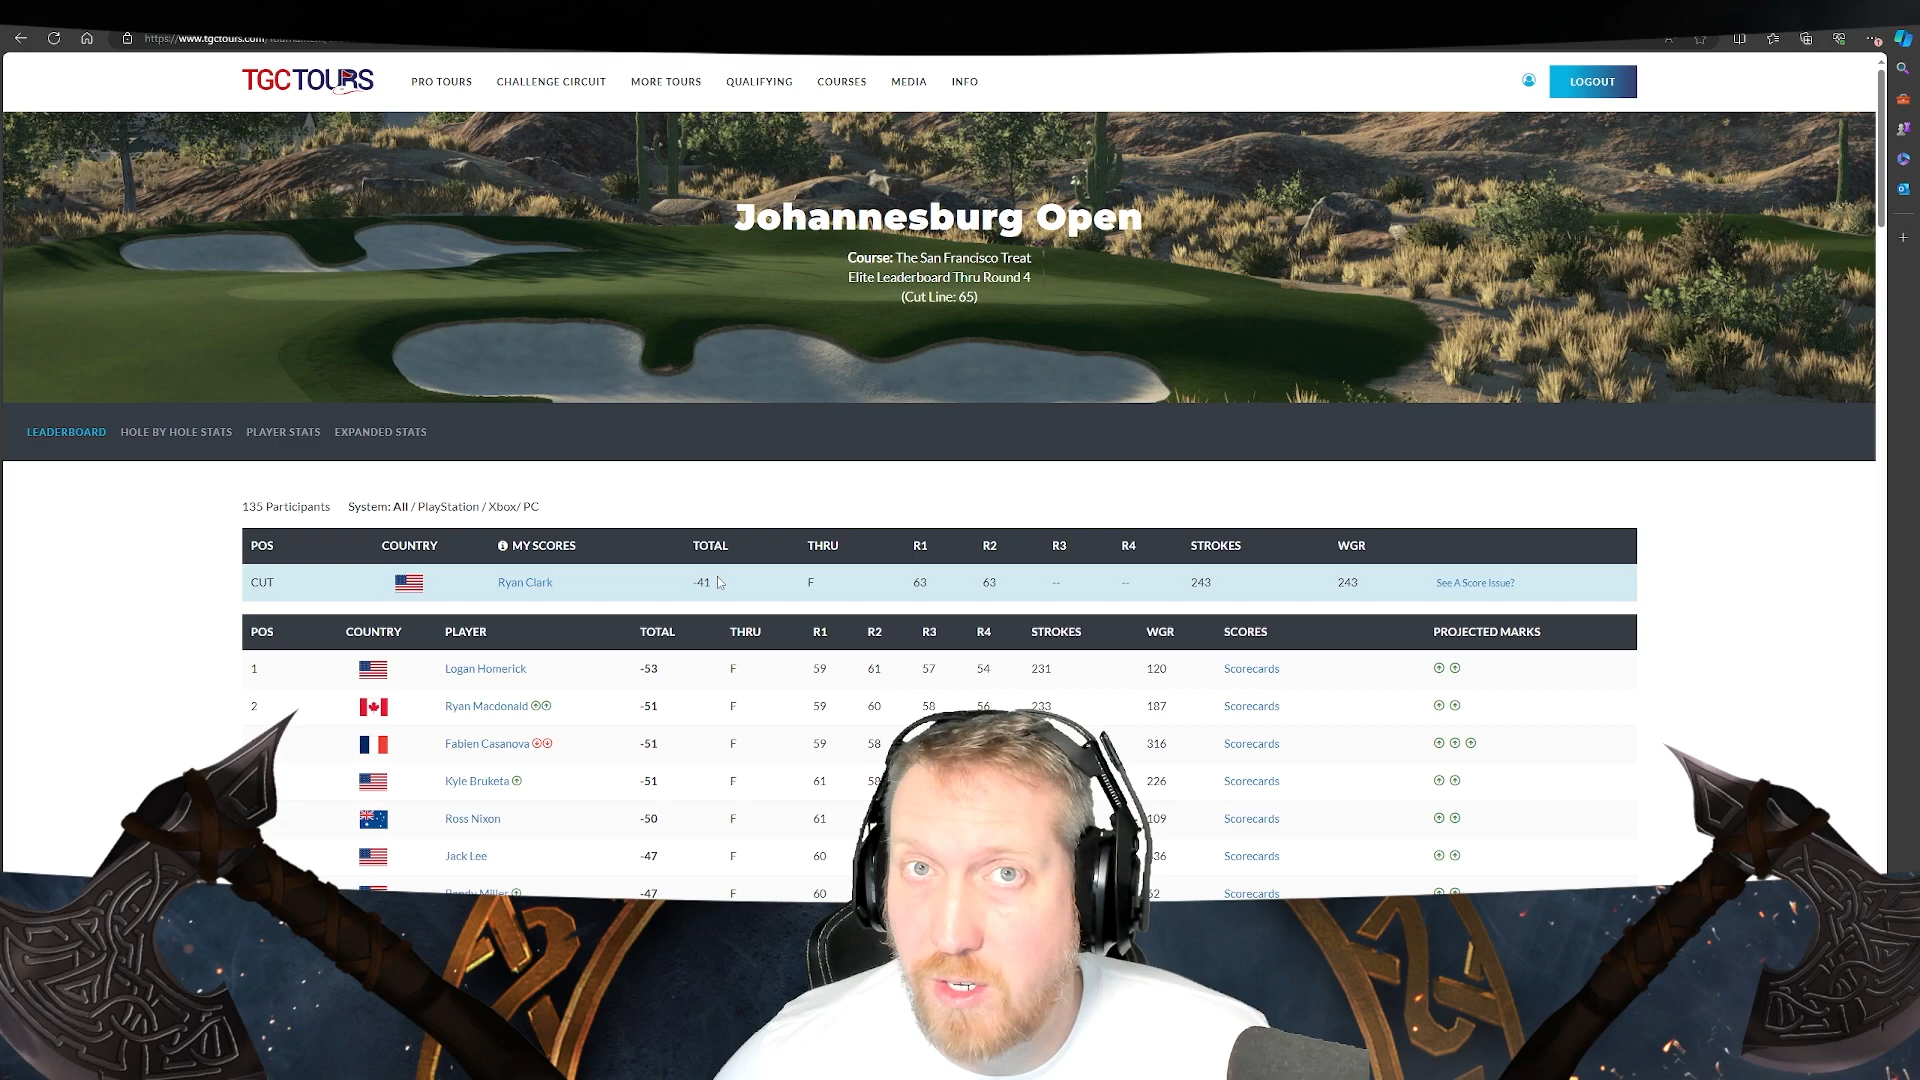 https://www.tgctours.com
TGCTOURS PRO TOURS CHALLENGE CIRCUIT MORE TOURS QUALIFYING COURSES MEDIA INFO LOGOUT
Johannesburg Open
Course: The San Francisco Treat
Elite Leaderboard Thru Round 4
(Cut Line: 65)
LEADERBOARD HOLE BY HOLE STATS PLAYER STATS EXPANDED STATS
135 Participants System: All / PlayStation / Xbox/ PC
POS COUNTRY MY SCORES TOTAL THRU R1 R2 R3 R4 STROKES WGR
CUT Ryan Clark -41 F 63 63 -- -- 243 243 See A Score Issue?
POS COUNTRY PLAYER TOTAL THRU R1 R2 R3 R4 STROKES WGR SCORES PROJECTED MARKS
1 Logan Homerick -53 F 59 61 57 54 231 120 Scorecards
2 Ryan Macdonald -51 F 59 60 58 56 233 187 Scorecards
Fabien Casanova -51 F 59 58 316 Scorecards
Kyle Bruketa -51 F 61 58 226 Scorecards
Ross Nixon -50 F 61 109 Scorecards
Jack Lee -47 F 60 Scorecards
Randy Miller -47 F 60 Scorecards